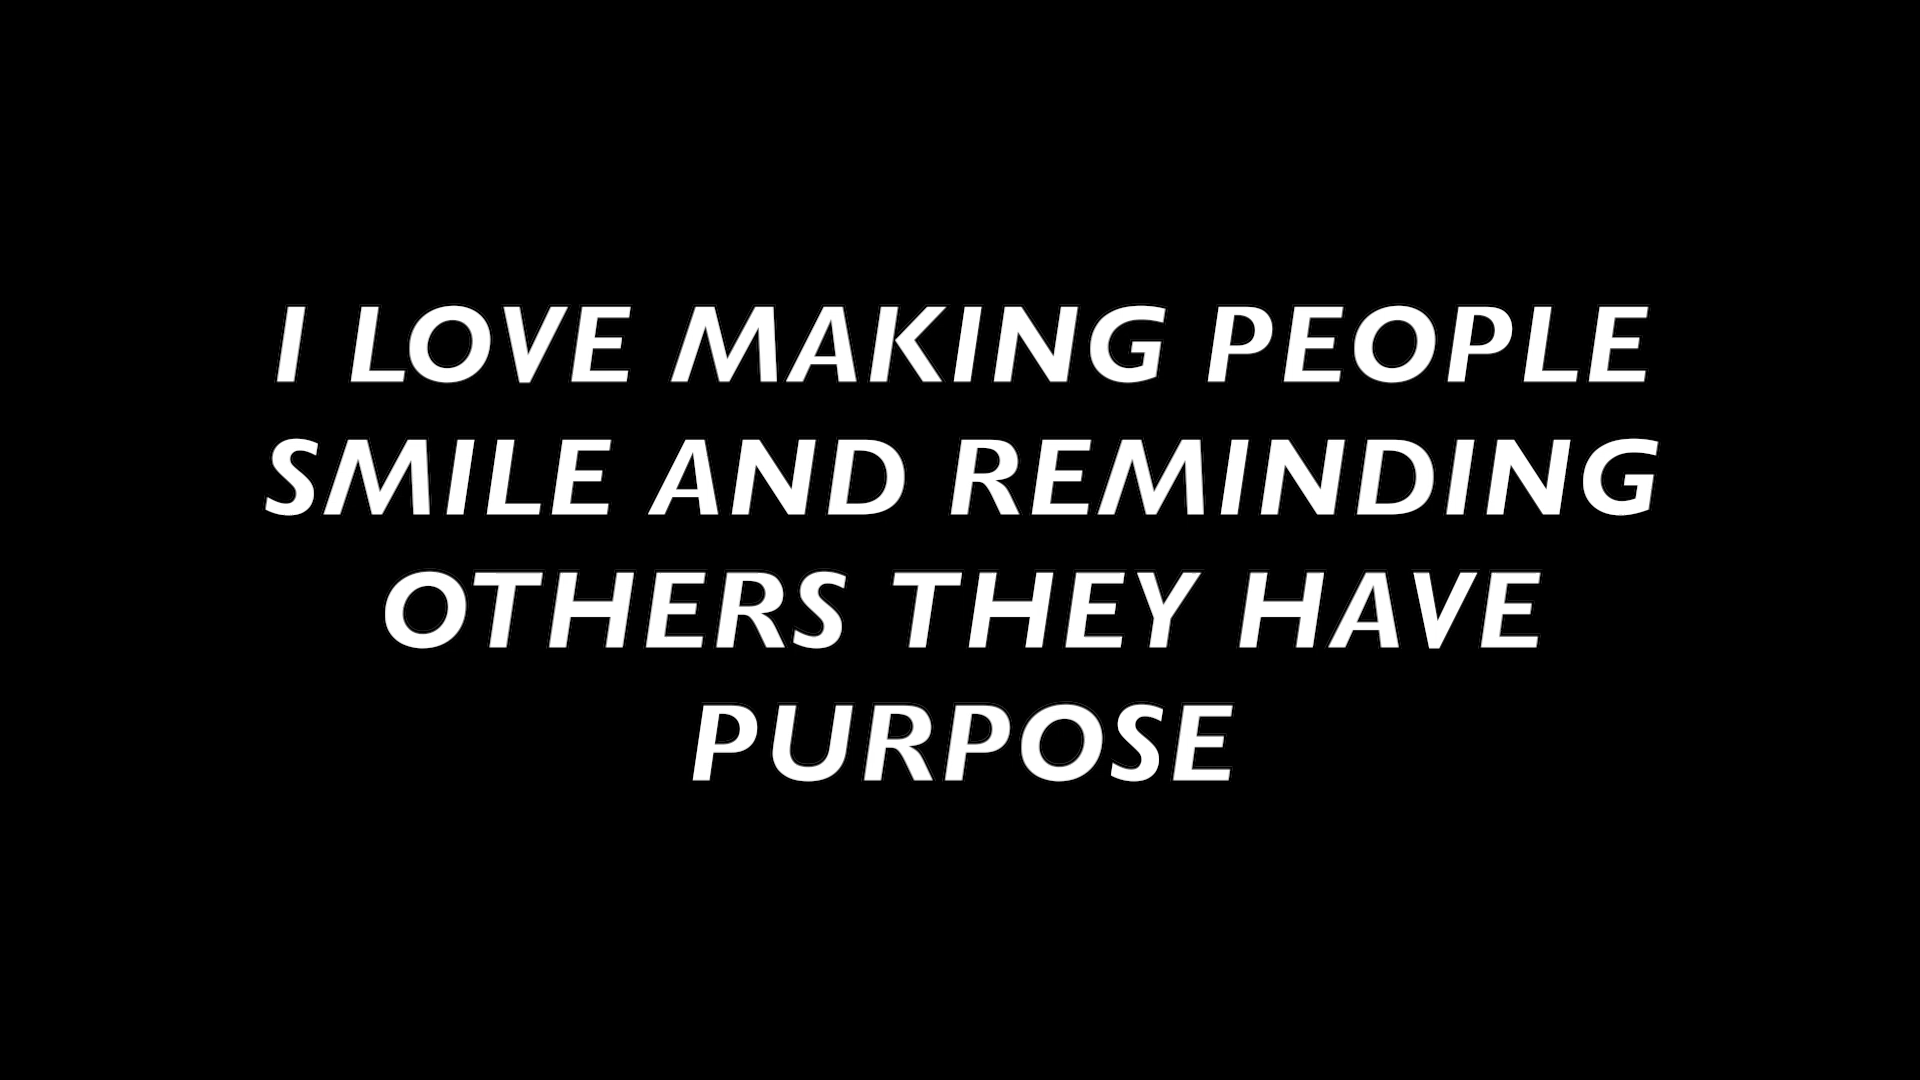 I LOVE MAKING PEOPLE
SMILE AND REMINDING
OTHERS THEY HAVE
PURPOSE